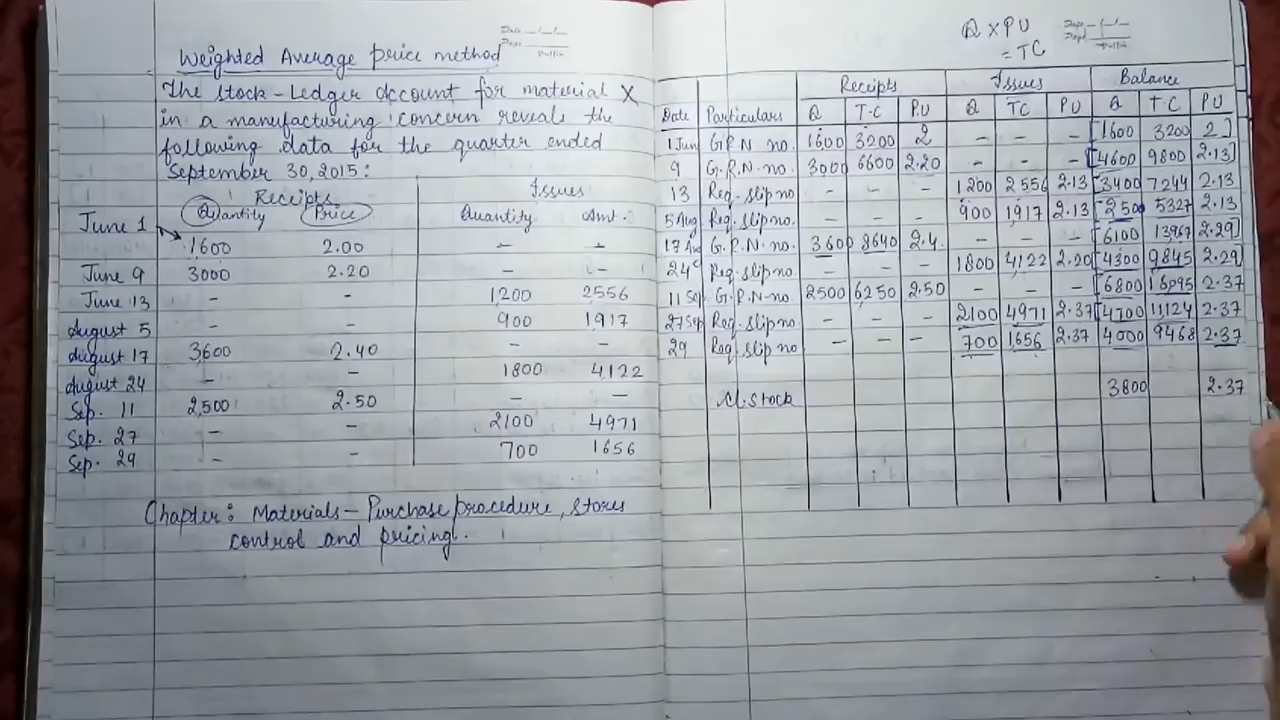 Weighted Average price method
The stock-Ledger account for material X
in a manufacturing concern reveals the
following data for the quarter ended
September 30, 2015:
Receipts Issues
Quantity Price Quantity Amt.
June 1 1600 2.00 - -
June 9 3000 2.20 - -
June 13 - - 1200 2556
August 5 - - 900 1917
August 17 3600 2.40 - -
August 24 - - 1800 4122
Sep. 11 2,500 2.50 - -
Sep. 27 - - 2100 4971
Sep. 29 - - 700 1656
Chapter: Materials - Purchase procedure, stores
control and pricing.
Date
Q x PU
= TC
Date
Receipts Issues Balance
Date Particulars Q T.C P.U Q TC PU Q T.C PU
1 Jun G.R.N no. 1600 3200 2 - - - 1600 3200 2
9 G.R.N. no. 3000 6600 2.20 - - - 4600 9800 2.13
13 Req. slip no - - - 1200 2556 2.13 3400 7244 2.13
5 Aug Req. slip no. - - - 900 1917 2.13 2500 5327 2.13
17 Au G.R.N. no. 3600 8640 2.4. - - - 6100 13967 2.29
24 Req. slip no - - - 1800 4122 2.20 4300 9845 2.29
11 Sep G.R.N-no 2500 6250 2.50 - - - 6800 16095 2.37
27 Sep Req. slip no - - - 2100 4971 2.37 4700 11124 2.37
29 Req slip no - - - 700 1656 2.37 4000 9468 2.37
Cl. stock 3800 2.37